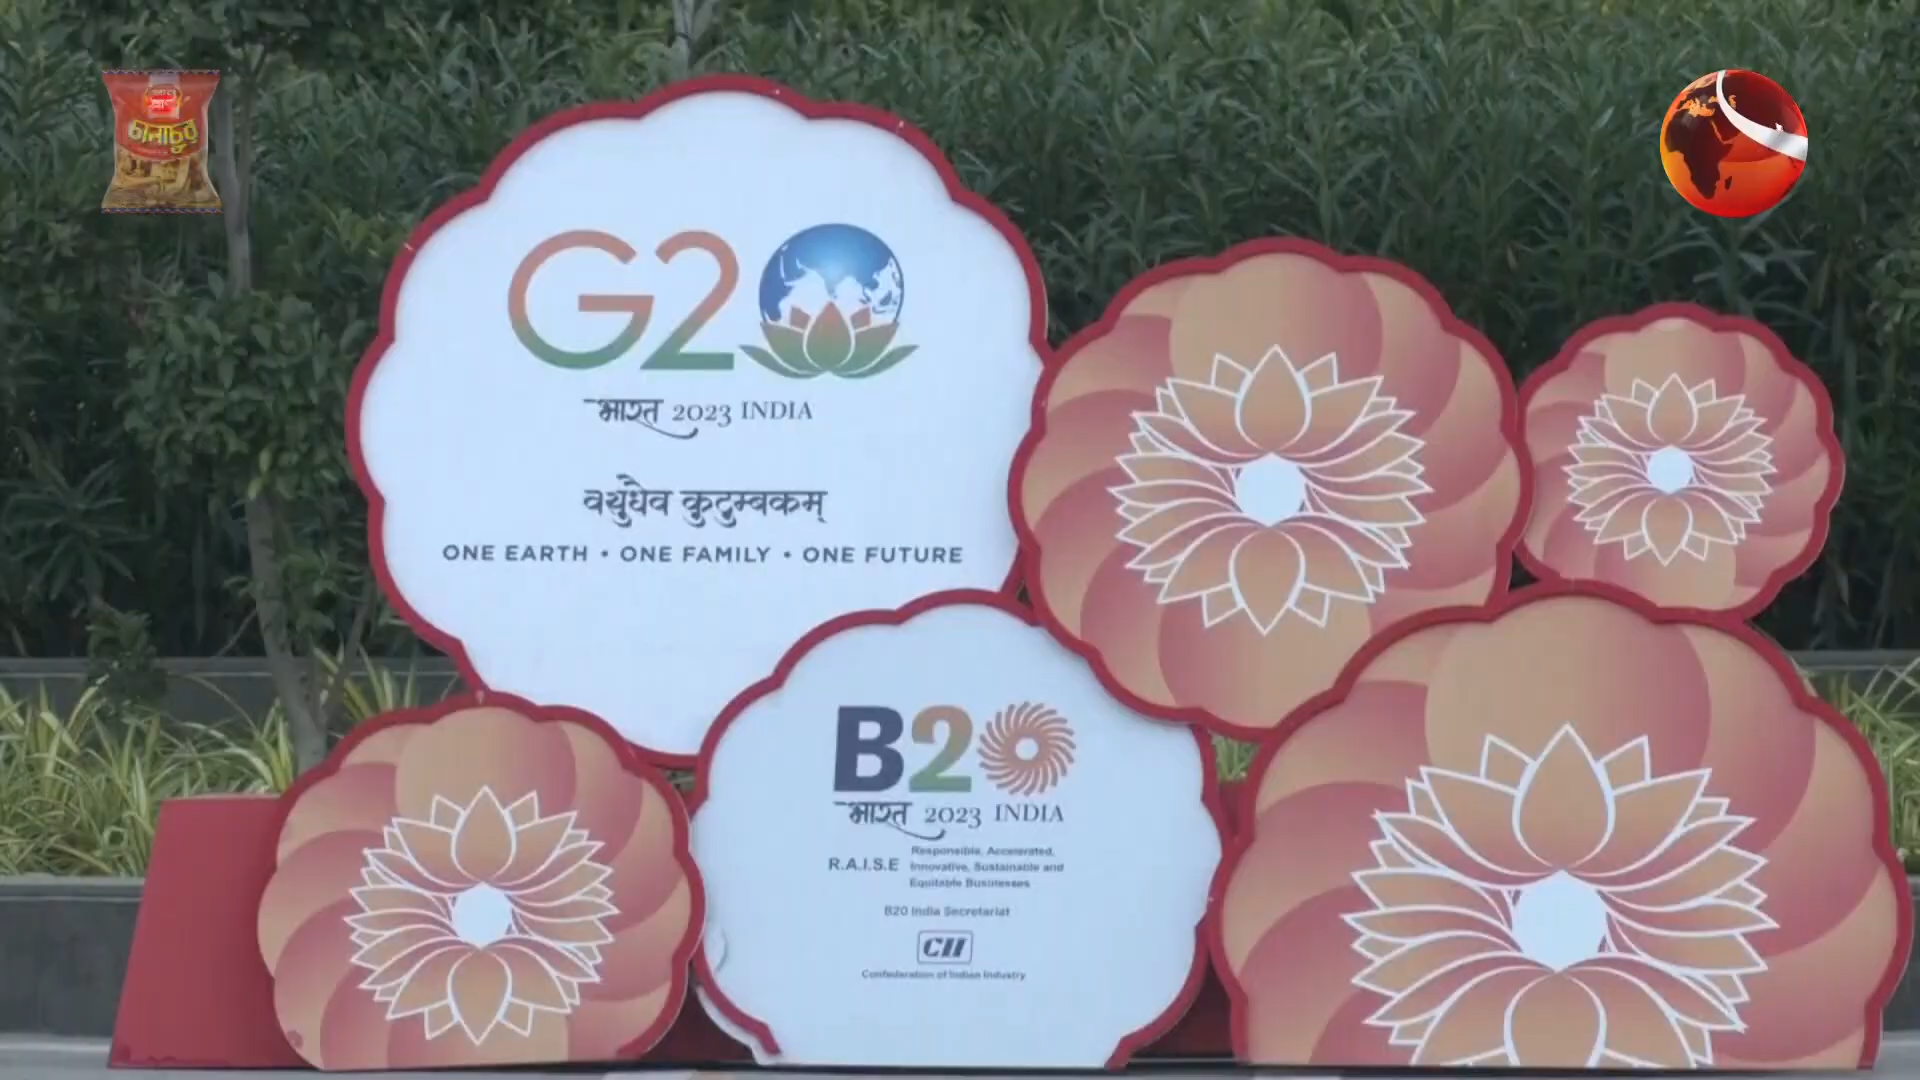 চানাচুর
G20
भारत 2023 INDIA
वसुधैव कुटुम्बकम्
ONE EARTH • ONE FAMILY • ONE FUTURE
B20
भारत 2023 INDIA
R.A.I.S.E
Responsible, Accelerated,
Innovative, Sustainable and
Equitable Businesses
B20 India Secretariat
CII
Confederation of Indian Industry